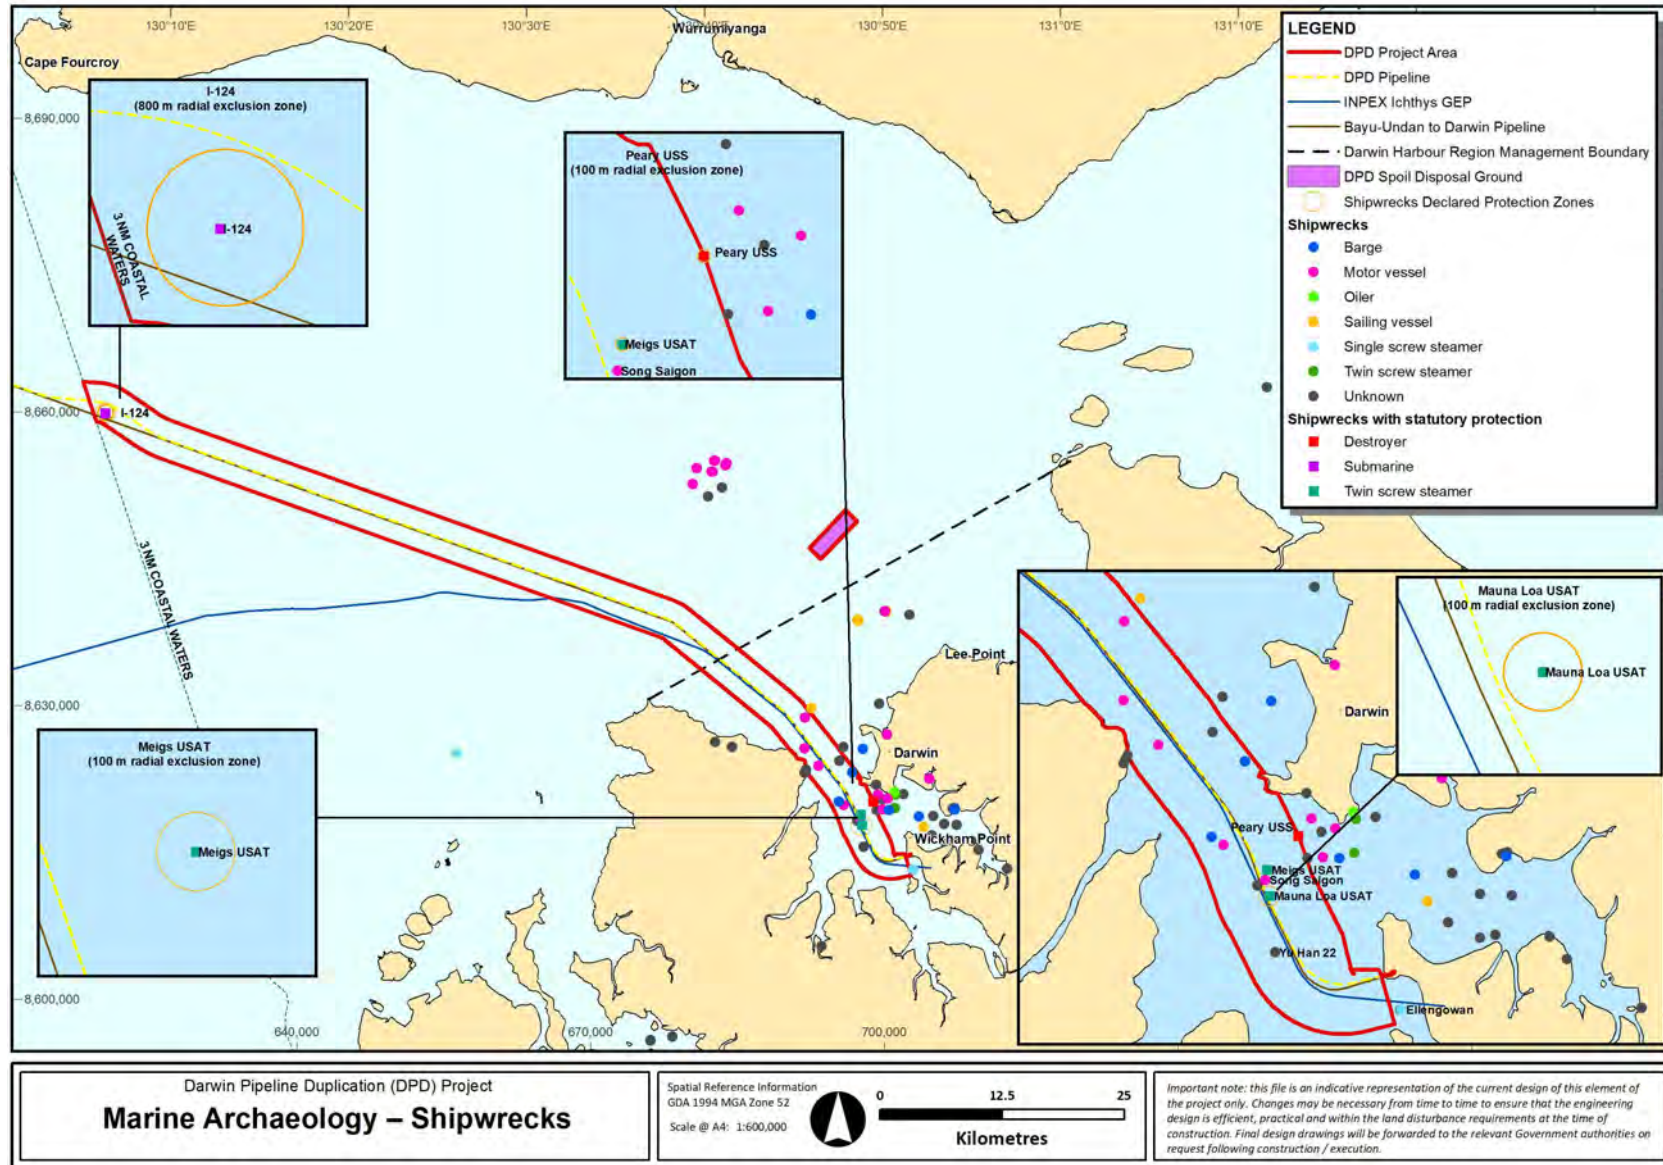 130°10'E
130°20'E
130°30'E
130°40'E
130°50'E
131°0'E
131°10'E
Wurrumiyanga
Cape Fourcroy
8,690,000
8,660,000
8,630,000
8,600,000
640,000
670,000
700,000
I-124
(800 m radial exclusion zone)
I-124
3 NM COASTAL
WATERS
Peary USS
(100 m radial exclusion zone)
Peary USS
Meigs USAT
Song Saigon
LEGEND
DPD Project Area
DPD Pipeline
INPEX Ichthys GEP
Bayu-Undan to Darwin Pipeline
Darwin Harbour Region Management Boundary
DPD Spoil Disposal Ground
Shipwrecks Declared Protection Zones
Shipwrecks
Barge
Motor vessel
Oiler
Sailing vessel
Single screw steamer
Twin screw steamer
Unknown
Shipwrecks with statutory protection
Destroyer
Submarine
Twin screw steamer
I-124
3 NM COASTAL WATERS
Lee Point
Darwin
Wickham Point
Meigs USAT
(100 m radial exclusion zone)
Meigs USAT
Mauna Loa USAT
(100 m radial exclusion zone)
Mauna Loa USAT
Darwin
Peary USS
Meigs USAT
Song Saigon
Mauna Loa USAT
Yu Han 22
Ellengowan
Darwin Pipeline Duplication (DPD) Project
Marine Archaeology – Shipwrecks
Spatial Reference Information
GDA 1994 MGA Zone 52
Scale @ A4: 1:600,000
0 12.5 25
Kilometres
Important note: this file is an indicative representation of the current design of this element of
the project only. Changes may be necessary from time to time to ensure that the engineering
design is efficient, practical and within the land disturbance requirements at the time of
construction. Final design drawings will be forwarded to the relevant Government authorities on
request following construction / execution.